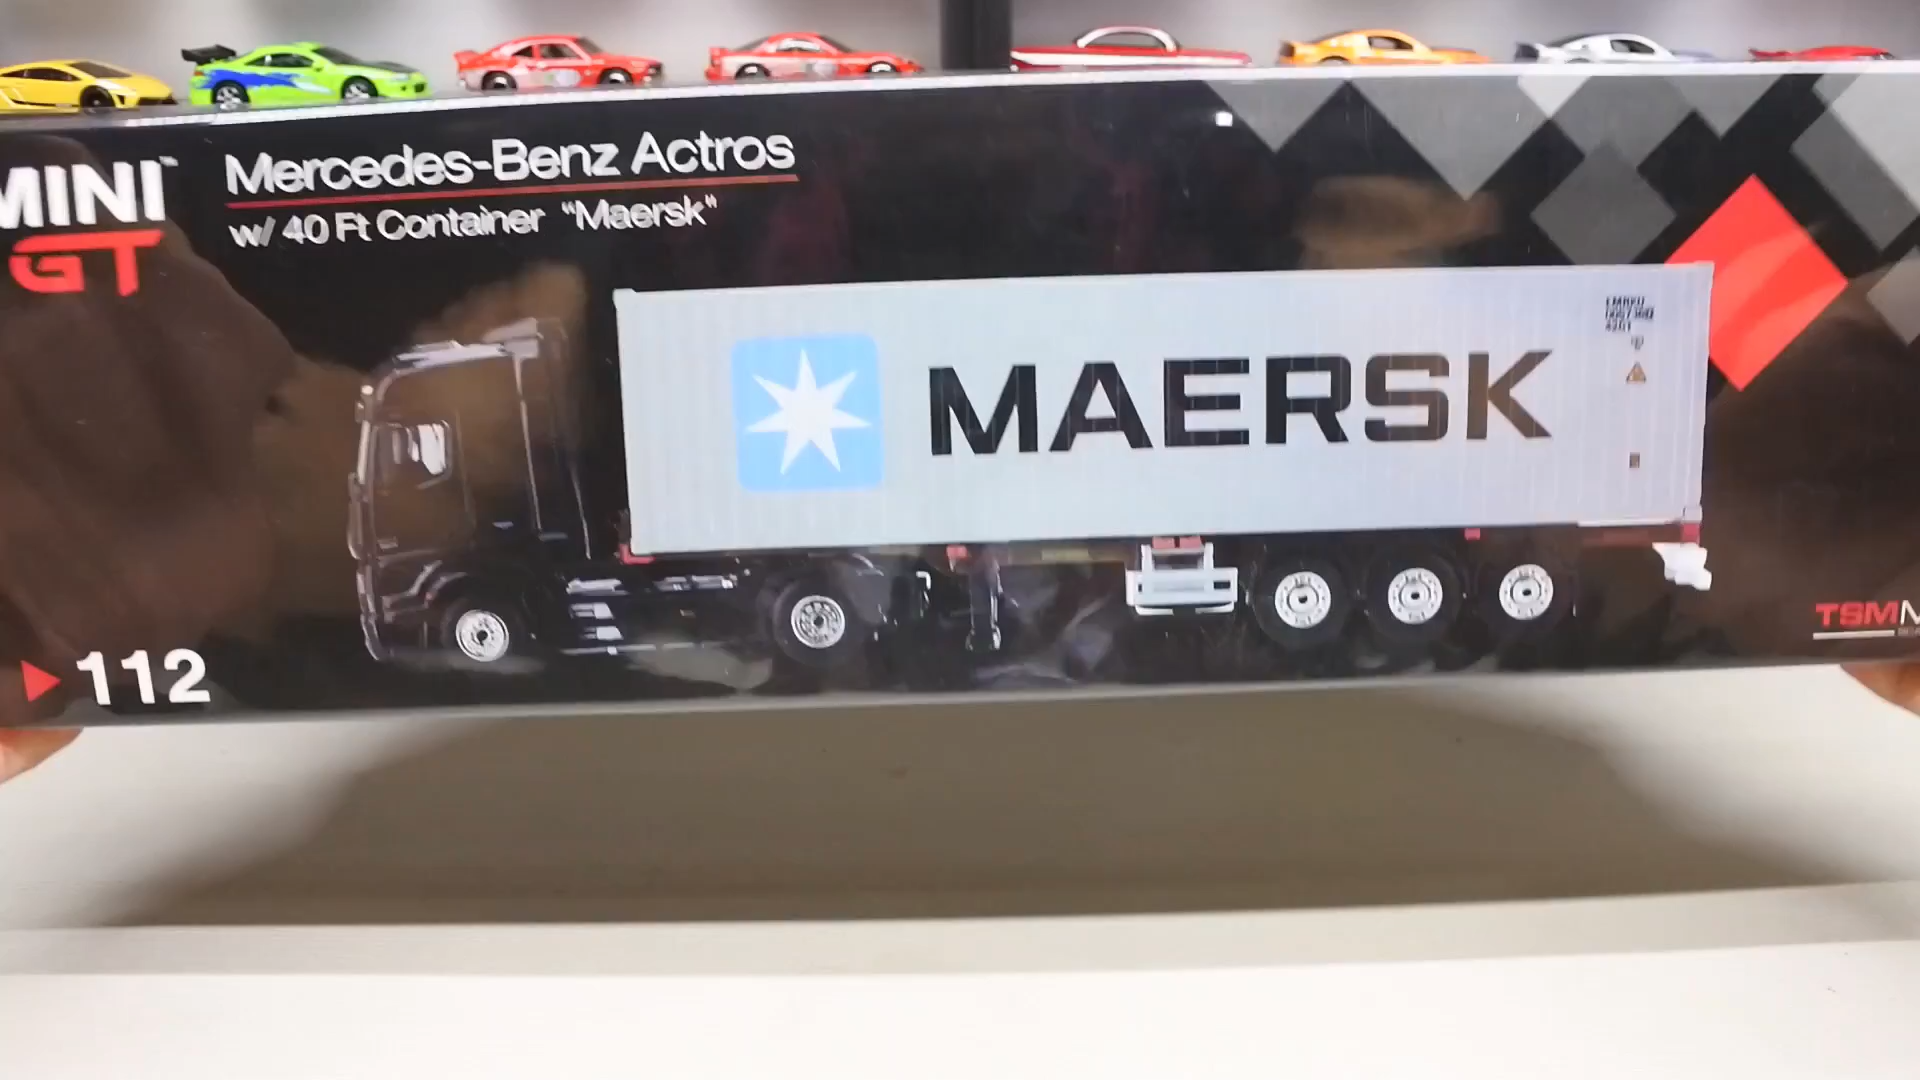 MINI
GT
Mercedes-Benz Actros
w/ 40 Ft Container "Maersk"
MAERSK
112
TSM